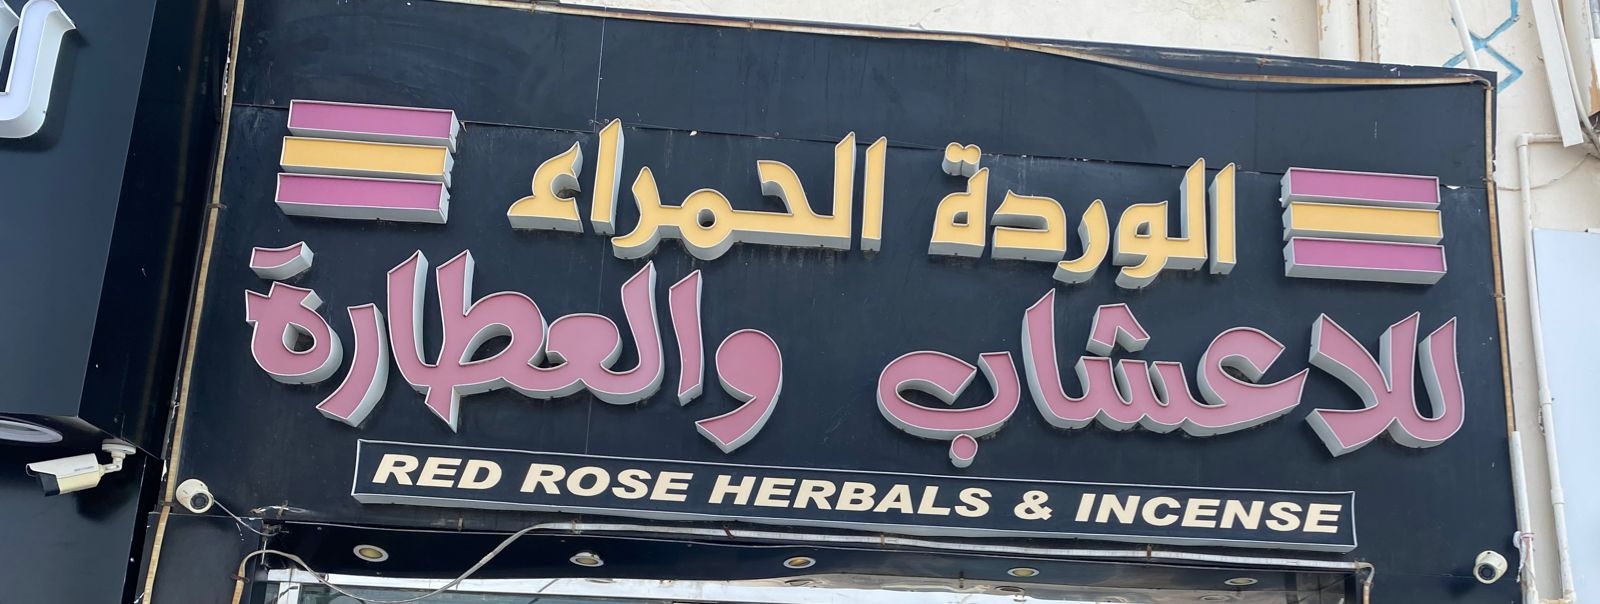 الوردة الحمراء
للاعشاب والعطارة
RED ROSE HERBALS & INCENSE